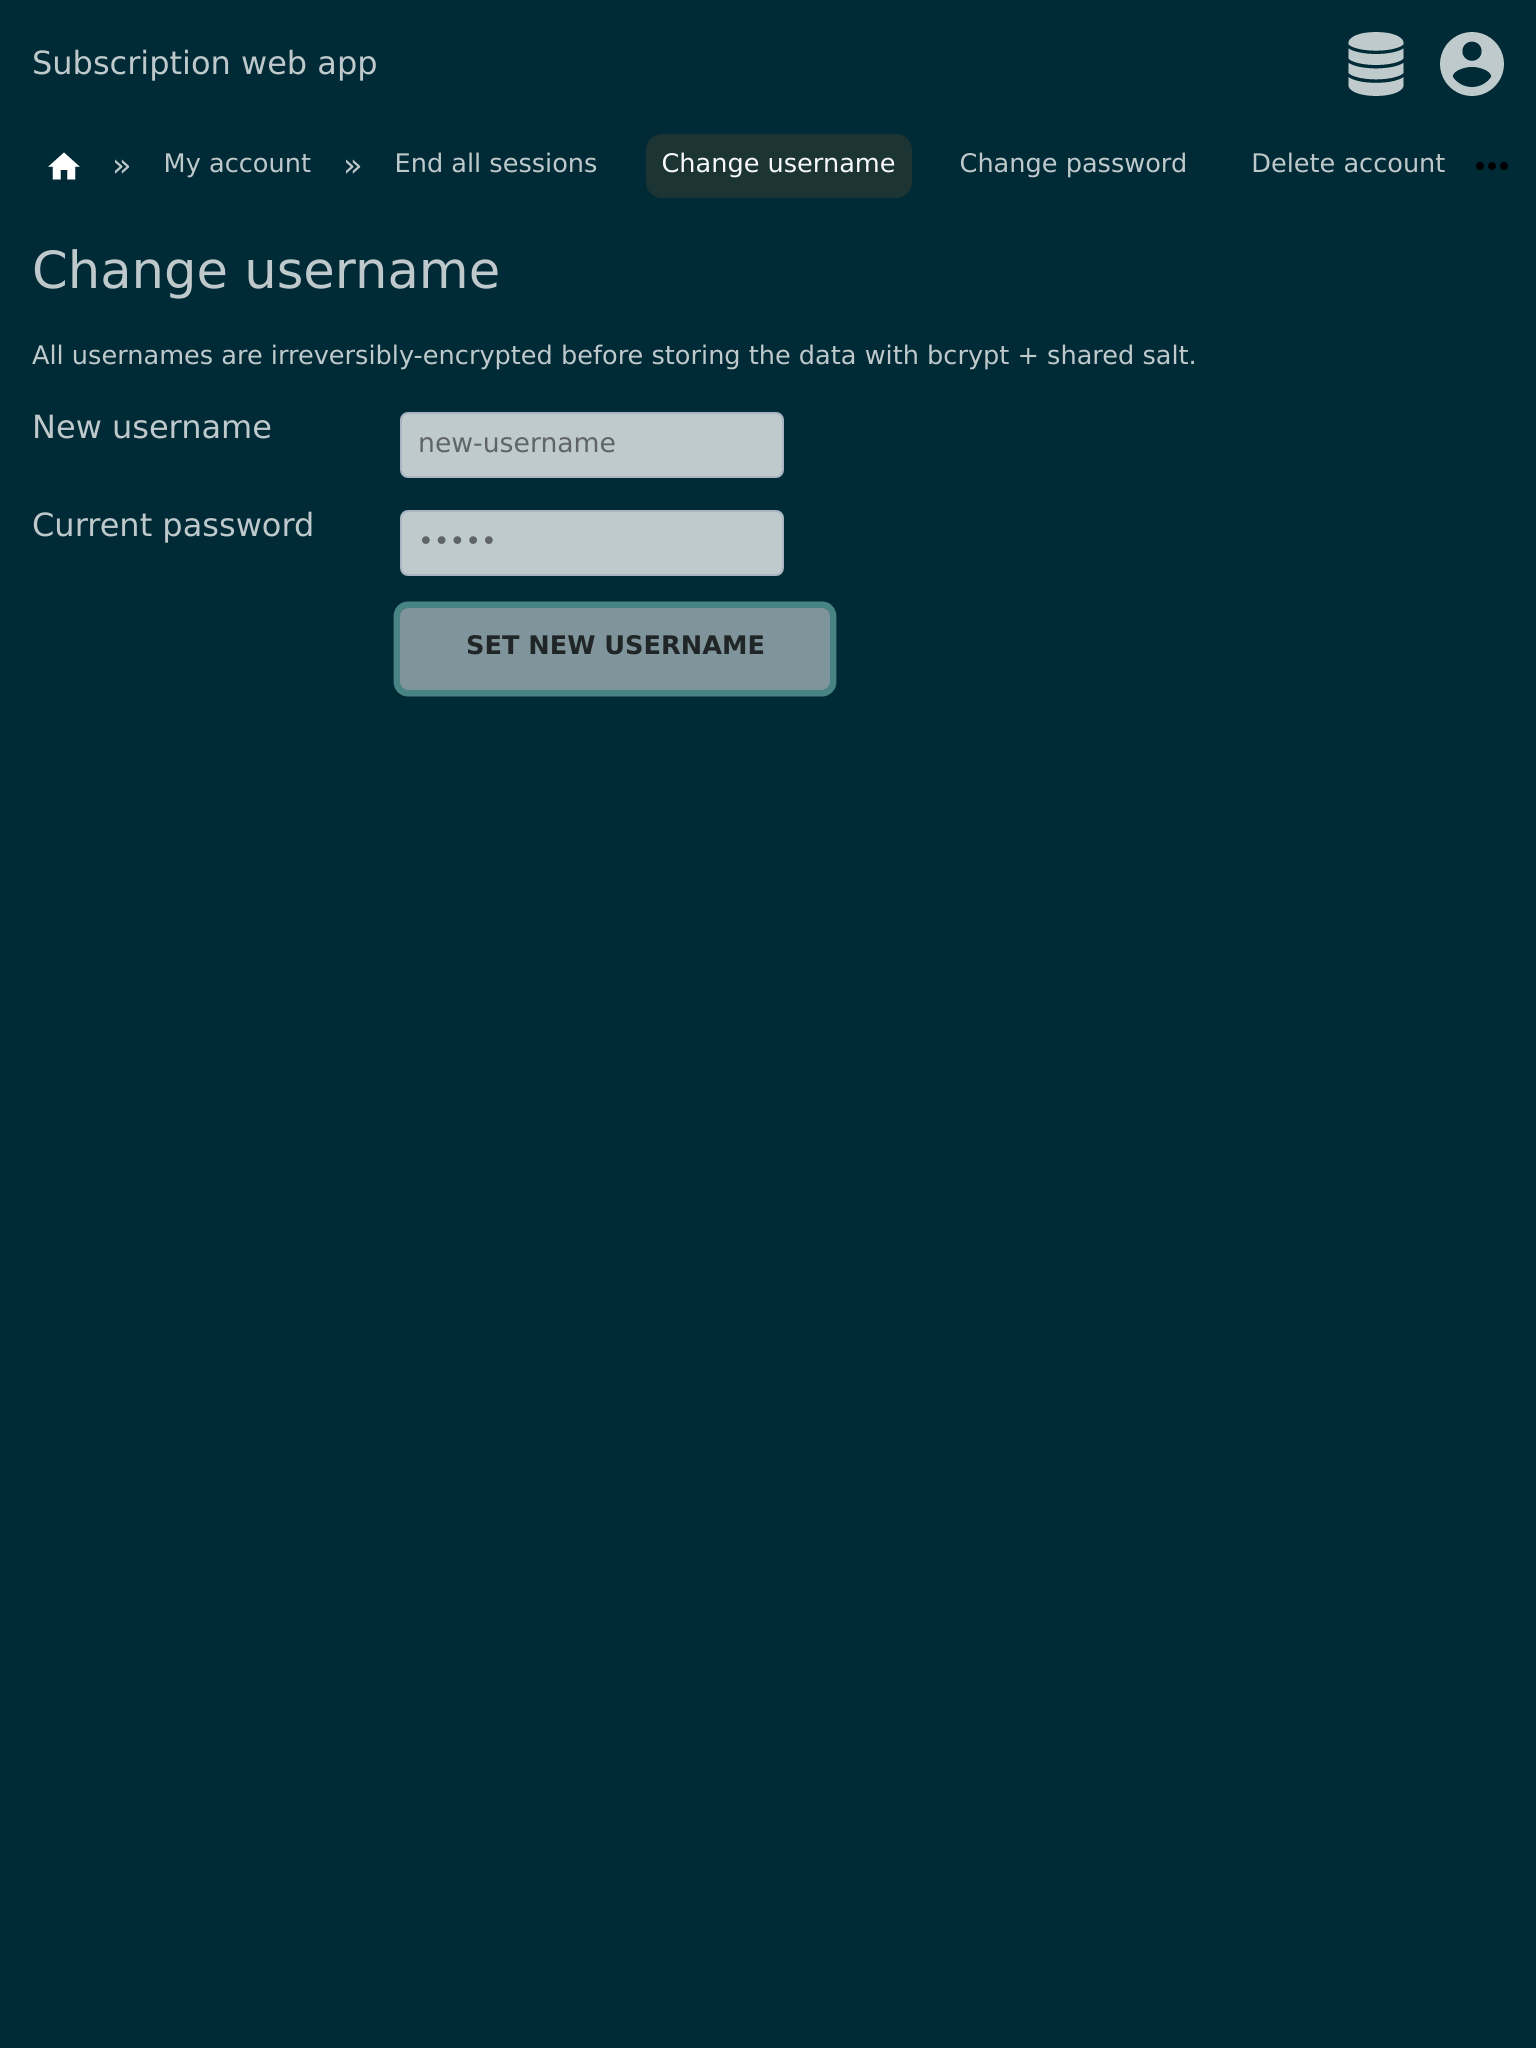 Subscription web app
» My account » End all sessions Change username Change password Delete account •••
Change username
All usernames are irreversibly-encrypted before storing the data with bcrypt + shared salt.
New username new-username
Current password •••••
SET NEW USERNAME